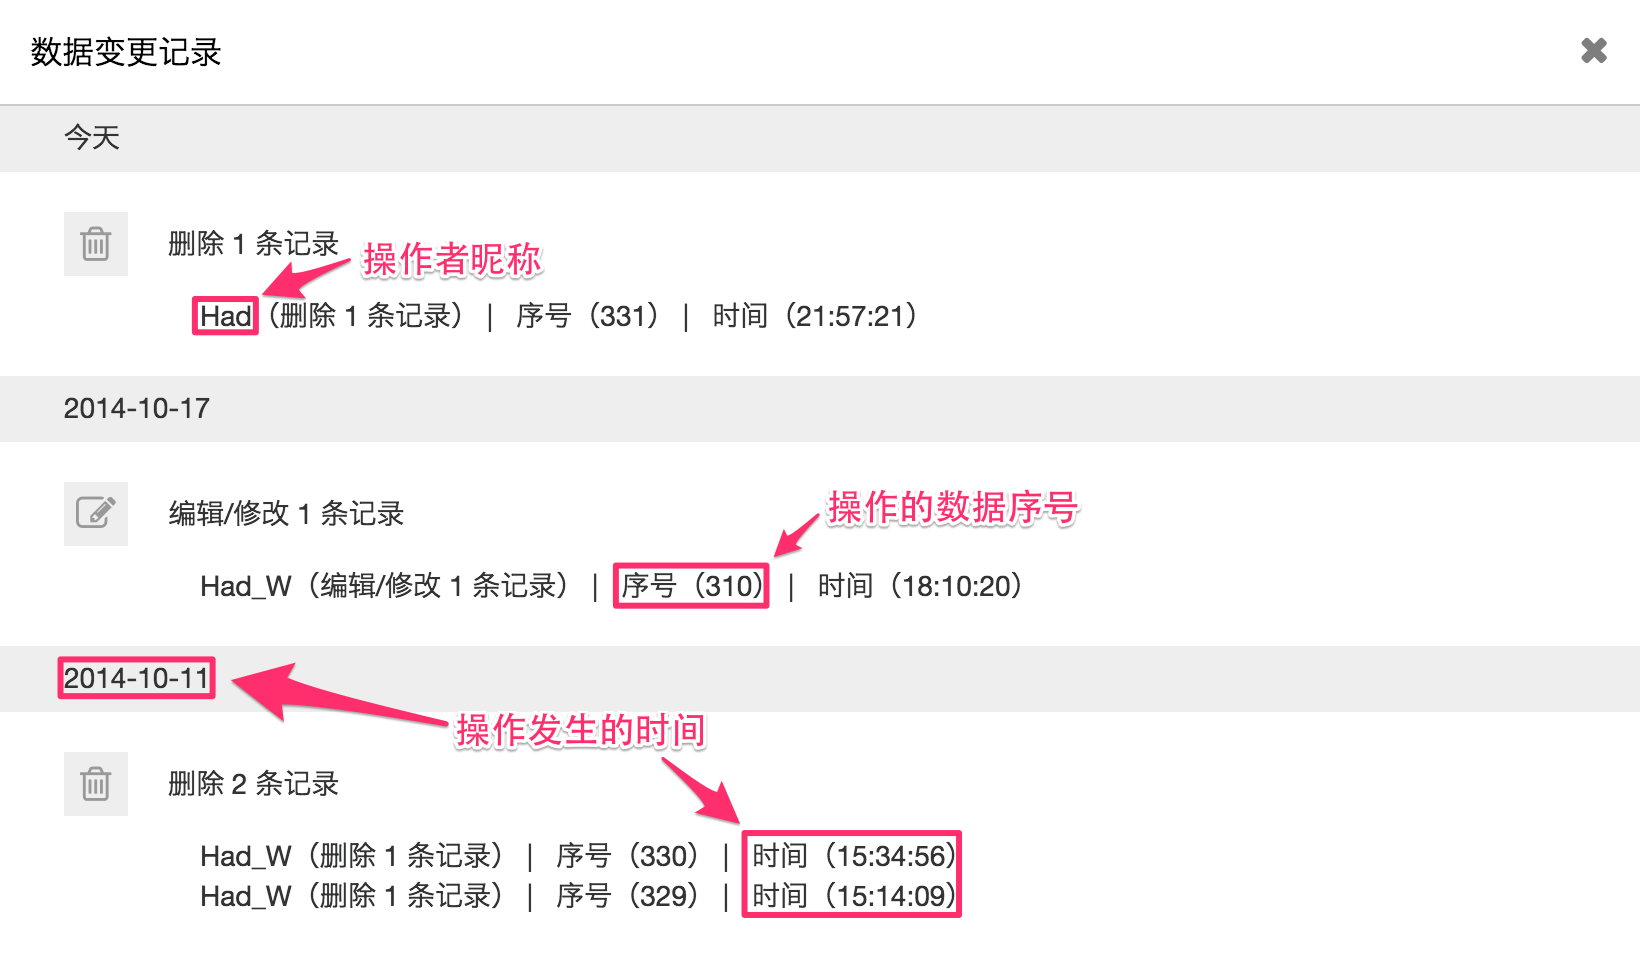 数据变更记录
今天
删除 1 条记录
操作者昵称
Had（删除 1 条记录） | 序号（331） | 时间（21:57:21）
2014-10-17
编辑/修改 1 条记录
操作的数据序号
Had_W（编辑/修改 1 条记录） | 序号（310） | 时间（18:10:20）
2014-10-11
操作发生的时间
删除 2 条记录
Had_W（删除 1 条记录） | 序号（330） | 时间（15:34:56）
Had_W（删除 1 条记录） | 序号（329） | 时间（15:14:09）